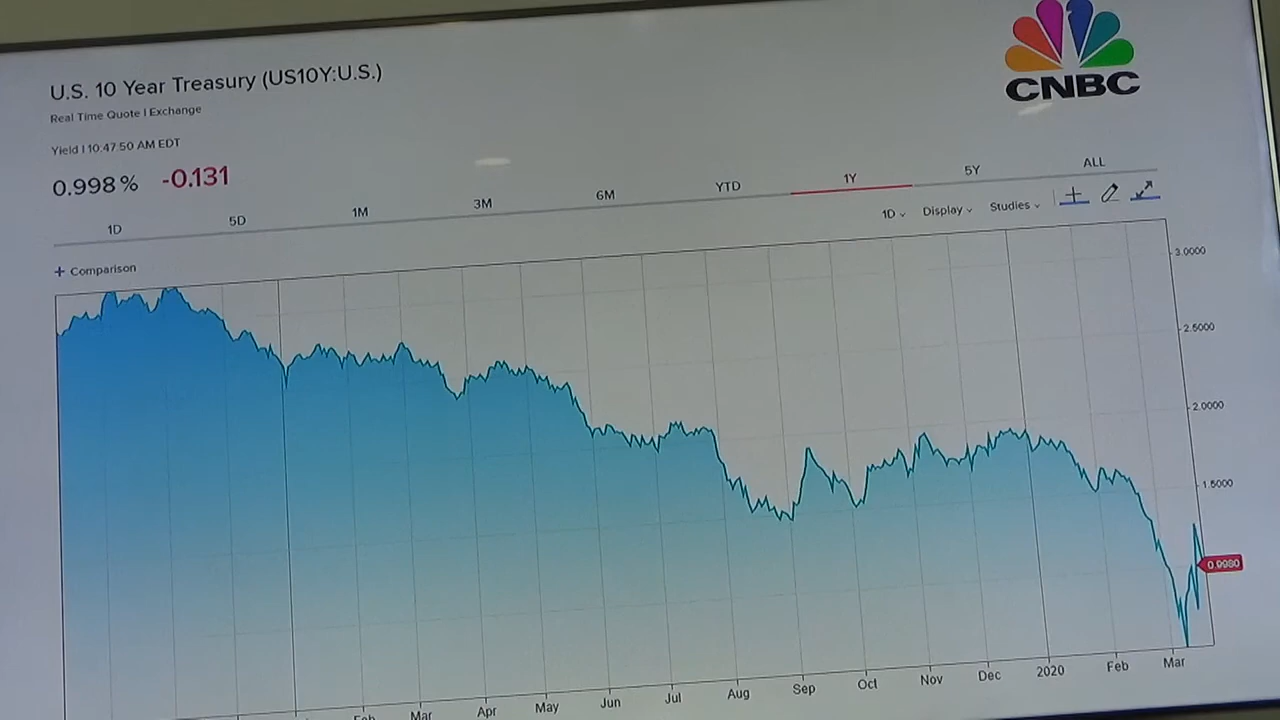 U.S. 10 Year Treasury (US10Y:U.S.)
Real Time Quote | Exchange
Yield | 10:47:50 AM EDT
0.998% -0.131
CNBC
1D 5D 1M 3M 6M YTD 1Y 5Y ALL
1D Display Studies
+ Comparison
3.0000
2.5000
2.0000
1.5000
0.9980
Feb Mar Apr May Jun Jul Aug Sep Oct Nov Dec 2020 Feb Mar